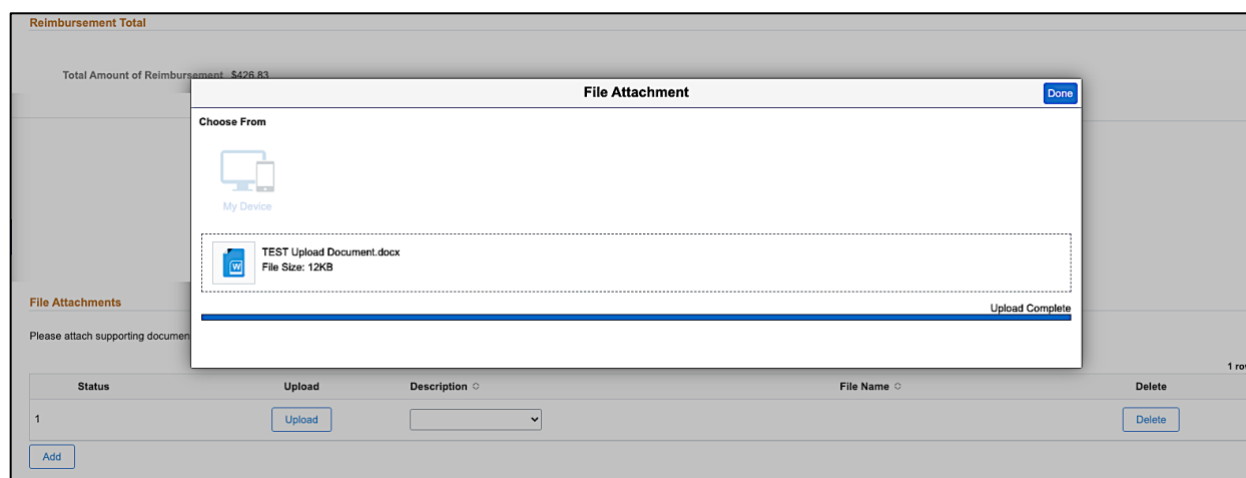 Reimbursement Total
Total Amount of Reimbursement $426.83
File Attachment
Done
Choose From
My Device
TEST Upload Document.docx
File Size: 12KB
Upload Complete
File Attachments
Please attach supporting documen
1 ro
Status Upload Description File Name Delete
1 Upload Delete
Add